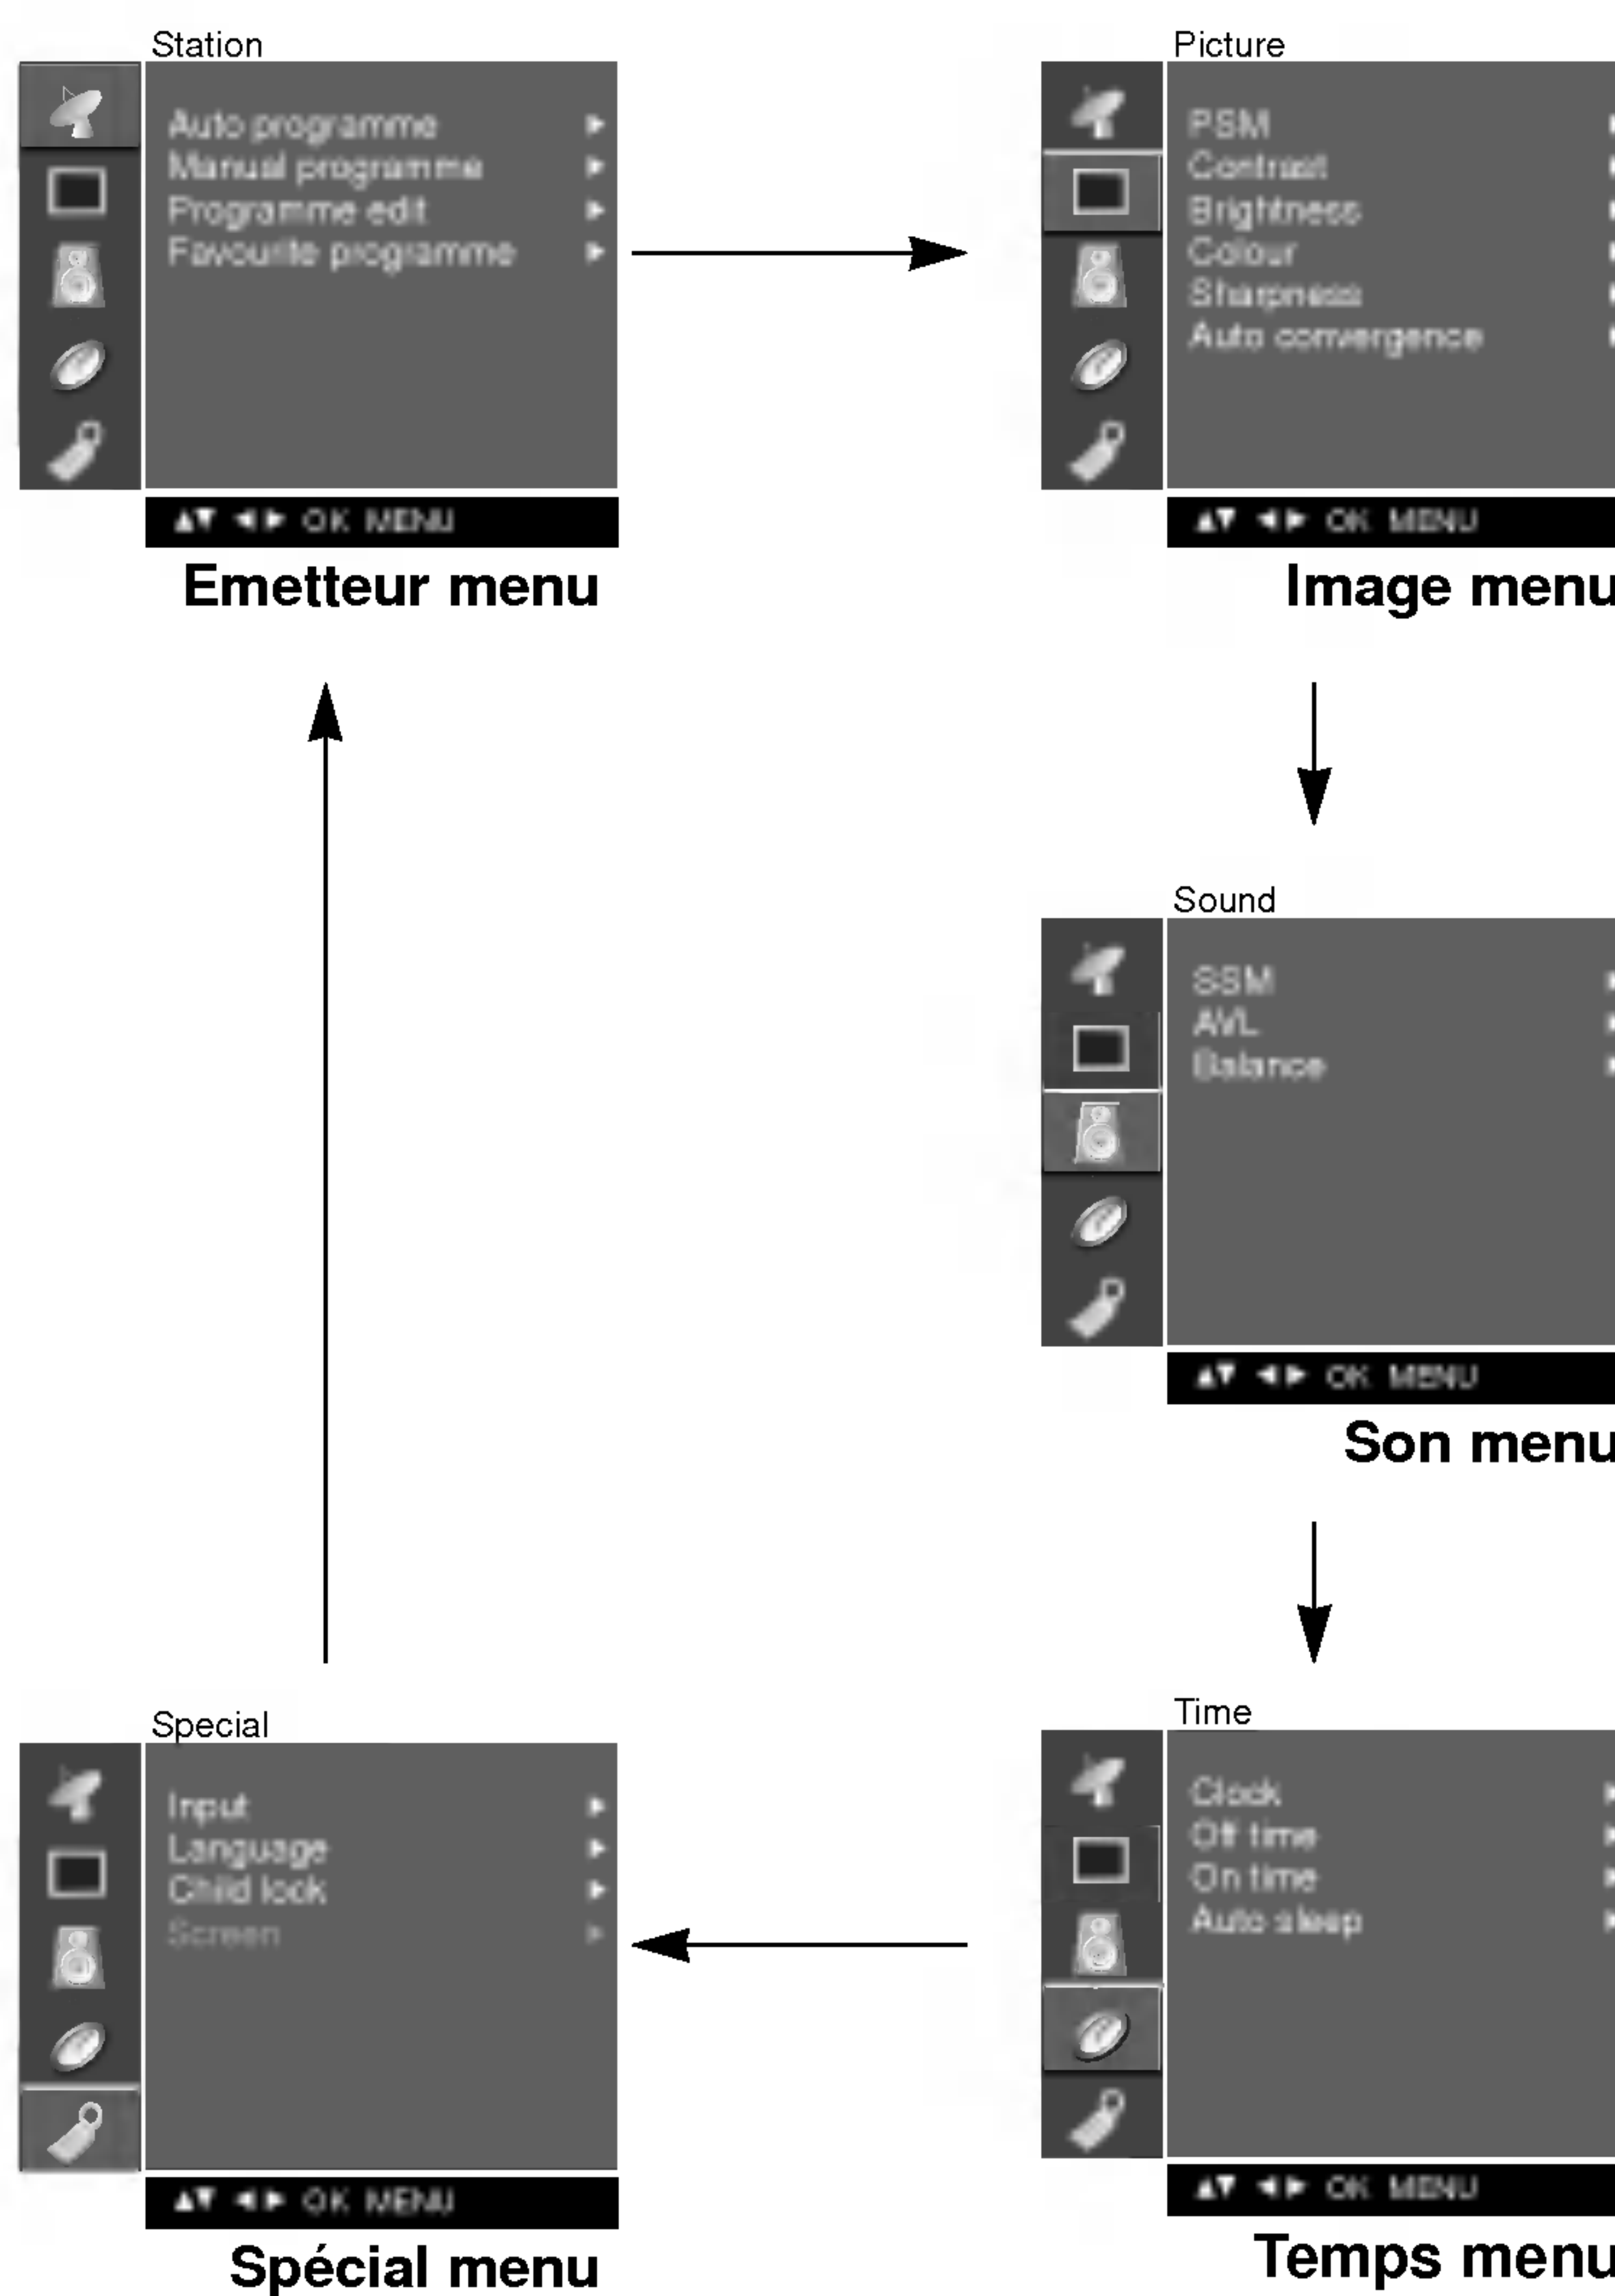 Station
Auto programme
Manual programme
Programme edit
Favourite programme
▲▼ ◄► OK MENU
Emetteur menu
Picture
PSM
Contrast
Brightness
Colour
Sharpness
Auto convergence
▲▼ ◄► OK MENU
Image menu
Sound
SSM
AVL
Balance
▲▼ ◄► OK MENU
Son menu
Time
Clock
Off time
On time
Auto sleep
▲▼ ◄► OK MENU
Temps menu
Special
Input
Language
Child lock
Screen
▲▼ ◄► OK MENU
Spécial menu